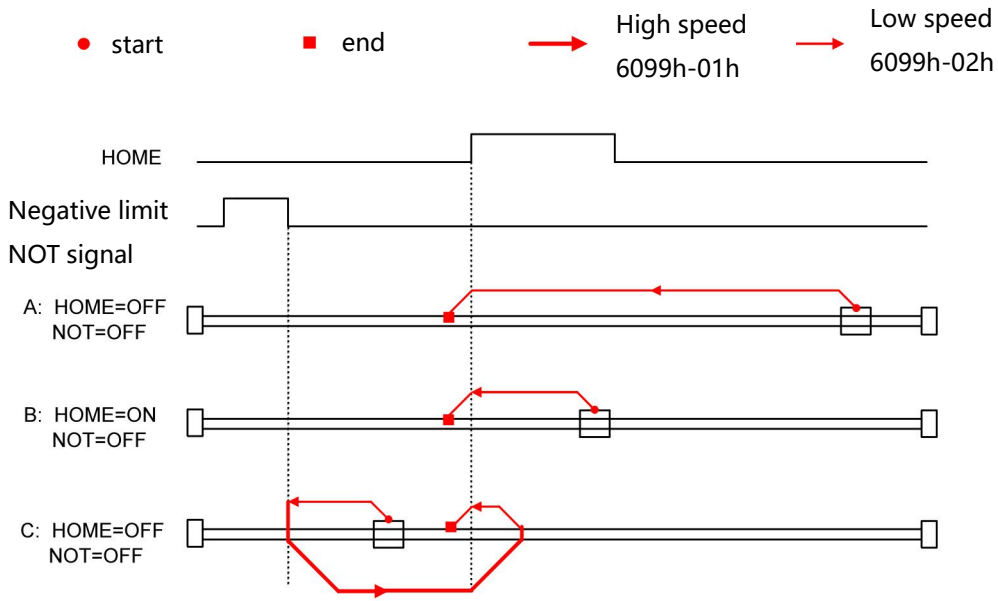 start
end
High speed
6099h-01h
Low speed
6099h-02h
HOME
Negative limit
NOT signal
A: HOME=OFF
NOT=OFF
B: HOME=ON
NOT=OFF
C: HOME=OFF
NOT=OFF